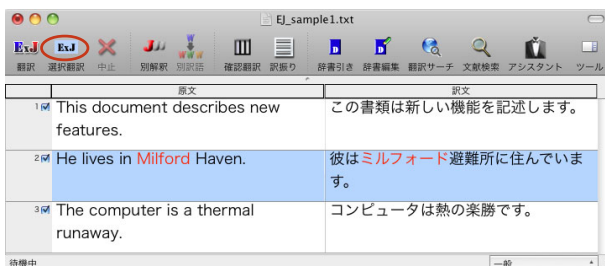 EJ_sample1.txt
ExJ ExJ
翻訳 選択翻訳 中止 別解釈 別訳語 確認翻訳 訳振り 辞書引き 辞書編集 翻訳サーチ 文献検索 アシスタント ツール
原文 訳文
1 This document describes new この書類は新しい機能を記述します。
features.
2 He lives in Milford Haven. 彼はミルフォード避難所に住んでいま
す。
3 The computer is a thermal コンピュータは熱の楽勝です。
runaway.
待機中 一般